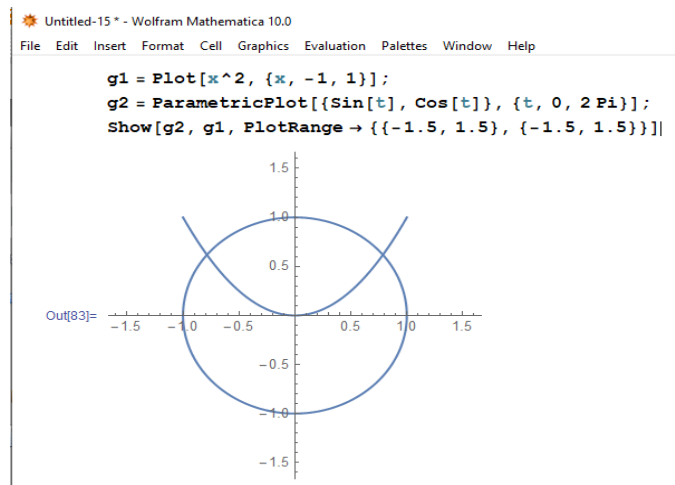 Untitled-15 * - Wolfram Mathematica 10.0
File Edit Insert Format Cell Graphics Evaluation Palettes Window Help
g1 = Plot[x^2, {x, -1, 1}];
g2 = ParametricPlot[{Sin[t], Cos[t]}, {t, 0, 2 Pi}];
Show[g2, g1, PlotRange → {{-1.5, 1.5}, {-1.5, 1.5}}]
1.5
1.0
0.5
Out[83]=
-1.5 -1.0 -0.5 0.5 1.0 1.5
-0.5
-1.0
-1.5